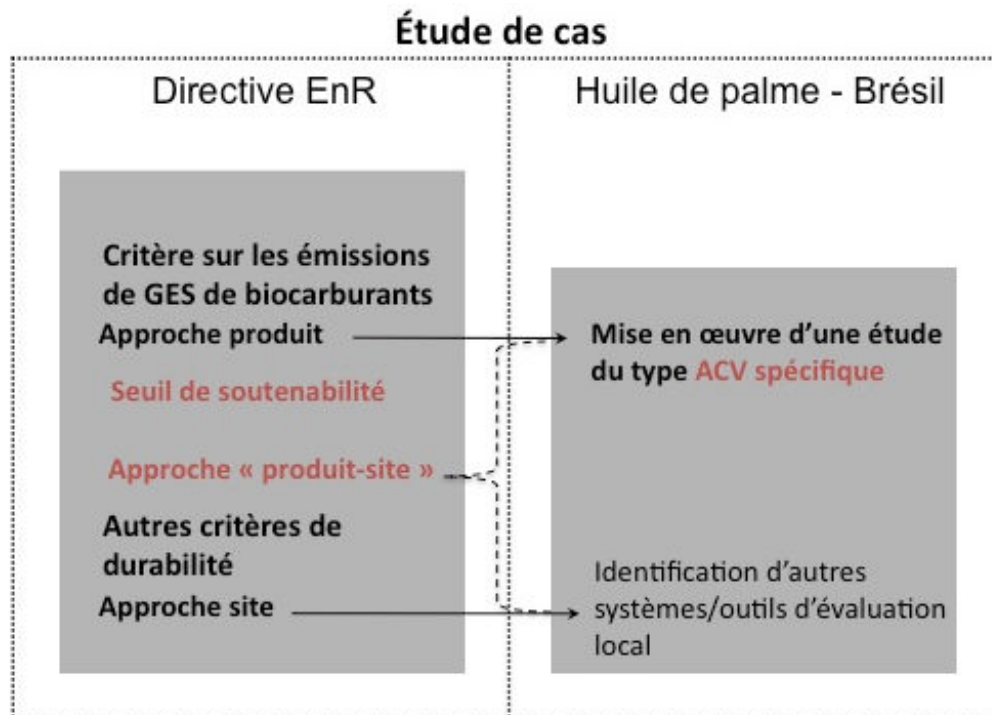 Étude de cas
Directive EnR
Critère sur les émissions
de GES de biocarburants
Approche produit
Seuil de soutenabilité
Approche « produit-site »
Autres critères de
durabilité
Approche site
Huile de palme - Brésil
Mise en œuvre d’une étude
du type ACV spécifique
Identification d’autres
systèmes/outils d’évaluation
local